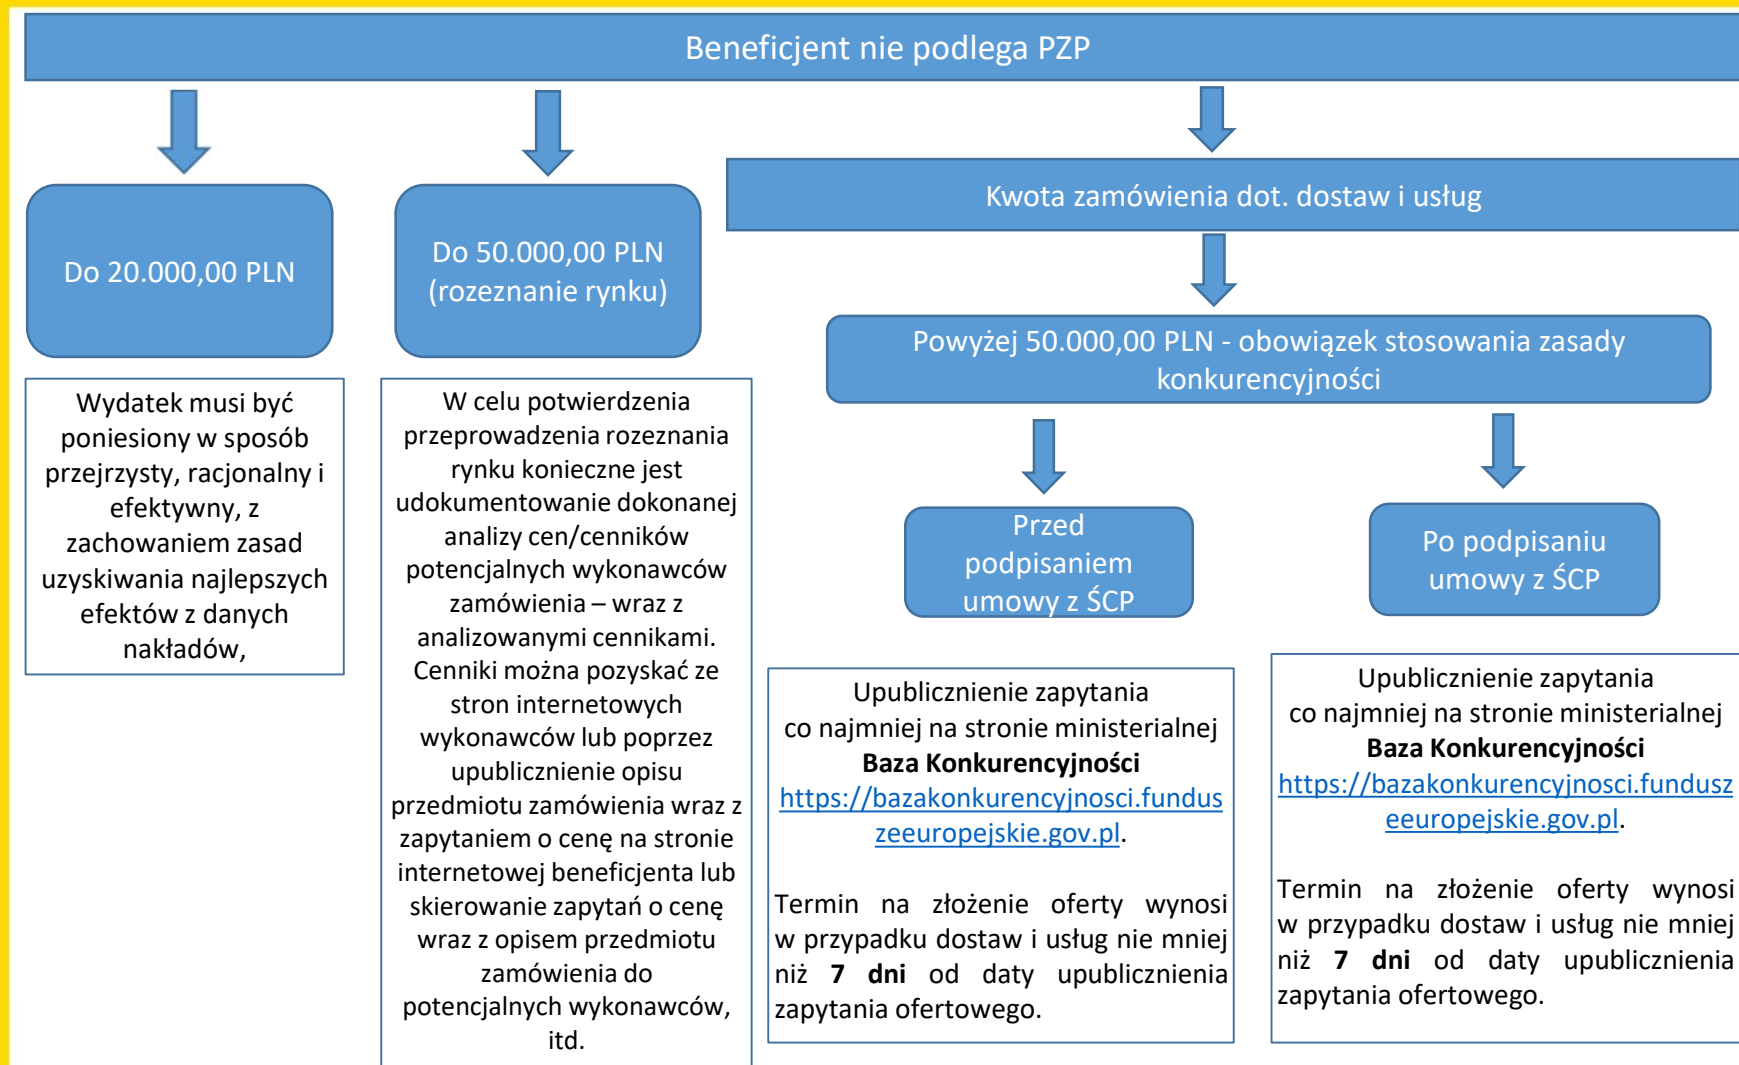 Beneficjent nie podlega PZP
Do 20.000,00 PLN
Wydatek musi być
poniesiony w sposób
przejrzysty, racjonalny i
efektywny, z
zachowaniem zasad
uzyskiwania najlepszych
efektów z danych
nakładów,
Do 50.000,00 PLN
(rozeznanie rynku)
W celu potwierdzenia
przeprowadzenia rozeznania
rynku konieczne jest
udokumentowanie dokonanej
analizy cen/cenników
potencjalnych wykonawców
zamówienia – wraz z
analizowanymi cennikami.
Cenniki można pozyskać ze
stron internetowych
wykonawców lub poprzez
upublicznienie opisu
przedmiotu zamówienia wraz z
zapytaniem o cenę na stronie
internetowej beneficjenta lub
skierowanie zapytań o cenę
wraz z opisem przedmiotu
zamówienia do
potencjalnych wykonawców,
itd.
Kwota zamówienia dot. dostaw i usług
Powyżej 50.000,00 PLN - obowiązek stosowania zasady
konkurencyjności
Przed
podpisaniem
umowy z ŚCP
Upublicznienie zapytania
co najmniej na stronie ministerialnej
Baza Konkurencyjności
https://bazakonkurencyjnosci.fundus
zeeuropejskie.gov.pl.
Termin na złożenie oferty wynosi
w przypadku dostaw i usług nie mniej
niż 7 dni od daty upublicznienia
zapytania ofertowego.
Po podpisaniu
umowy z ŚCP
Upublicznienie zapytania
co najmniej na stronie ministerialnej
Baza Konkurencyjności
https://bazakonkurencyjnosci.fundusz
eeuropejskie.gov.pl.
Termin na złożenie oferty wynosi
w przypadku dostaw i usług nie mniej
niż 7 dni od daty upublicznienia
zapytania ofertowego.